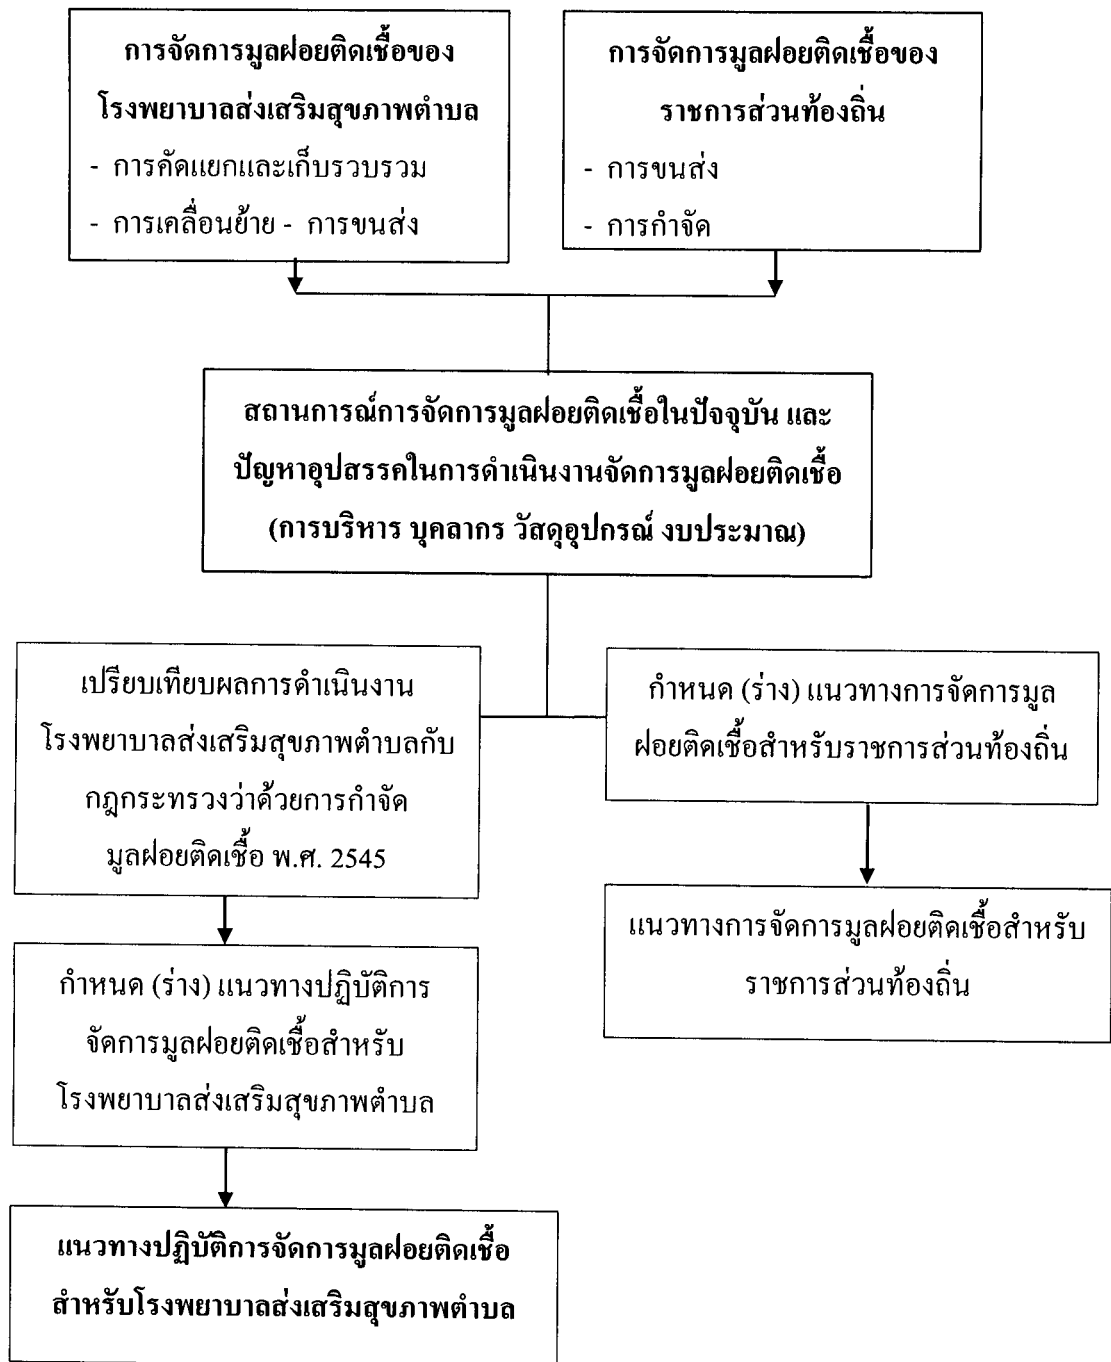 การจัดการมูลฝอยติดเชื้อของ
โรงพยาบาลส่งเสริมสุขภาพตำบล
- การคัดแยกและเก็บรวบรวม
- การเคลื่อนย้าย - การขนส่ง
การจัดการมูลฝอยติดเชื้อของ
ราชการส่วนท้องถิ่น
- การขนส่ง
- การกำจัด
สถานการณ์การจัดการมูลฝอยติดเชื้อในปัจจุบัน และ
ปัญหาอุปสรรคในการดำเนินงานจัดการมูลฝอยติดเชื้อ
(การบริหาร บุคลากร วัสดุอุปกรณ์ งบประมาณ)
เปรียบเทียบผลการดำเนินงาน
โรงพยาบาลส่งเสริมสุขภาพตำบลกับ
กฎกระทรวงว่าด้วยการกำจัด
มูลฝอยติดเชื้อ พ.ศ. 2545
กำหนด (ร่าง) แนวทางปฏิบัติการ
จัดการมูลฝอยติดเชื้อสำหรับ
โรงพยาบาลส่งเสริมสุขภาพตำบล
แนวทางปฏิบัติการจัดการมูลฝอยติดเชื้อ
สำหรับโรงพยาบาลส่งเสริมสุขภาพตำบล
กำหนด (ร่าง) แนวทางการจัดการมูล
ฝอยติดเชื้อสำหรับราชการส่วนท้องถิ่น
แนวทางการจัดการมูลฝอยติดเชื้อสำหรับ
ราชการส่วนท้องถิ่น